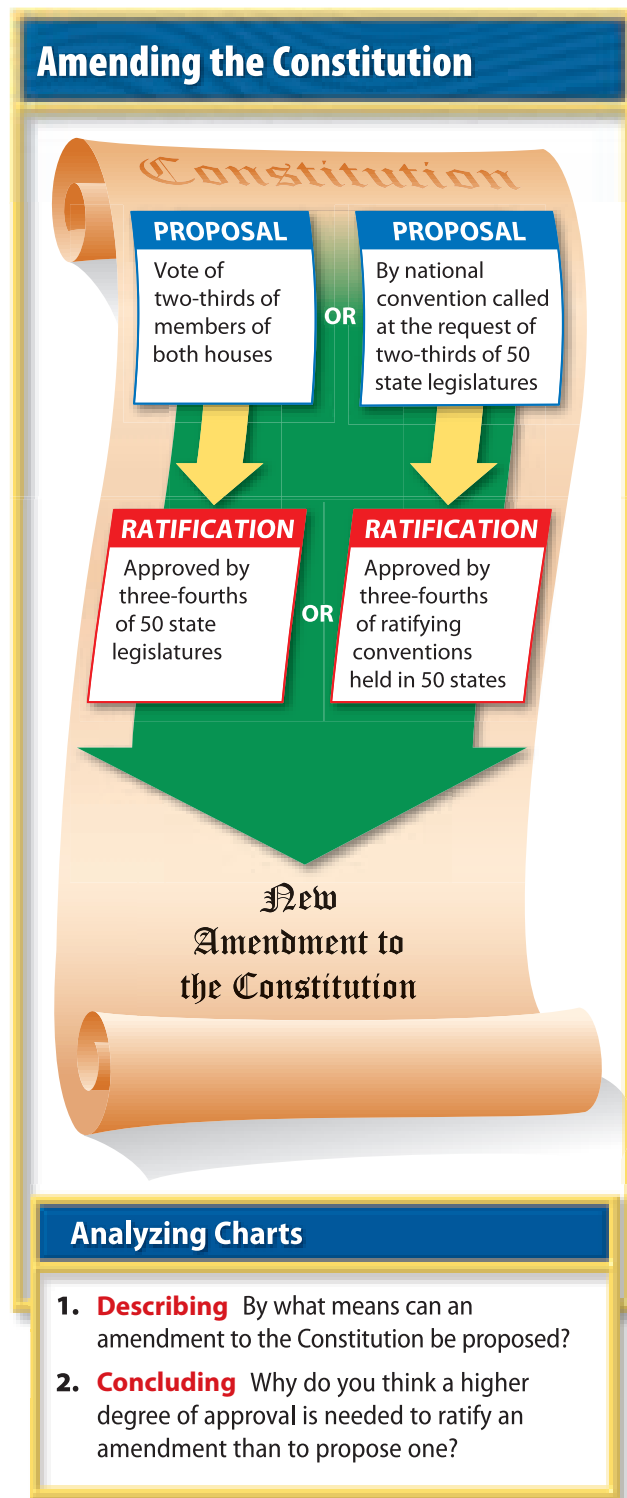 Amending the Constitution
Constitution
PROPOSAL
Vote of
two-thirds of
members of
both houses
OR
PROPOSAL
By national
convention called
at the request of
two-thirds of 50
state legislatures
RATIFICATION
Approved by
three-fourths
of 50 state
legislatures
OR
RATIFICATION
Approved by
three-fourths
of ratifying
conventions
held in 50 states
New
Amendment to
the Constitution
Analyzing Charts
1. Describing By what means can an
amendment to the Constitution be proposed?
2. Concluding Why do you think a higher
degree of approval is needed to ratify an
amendment than to propose one?